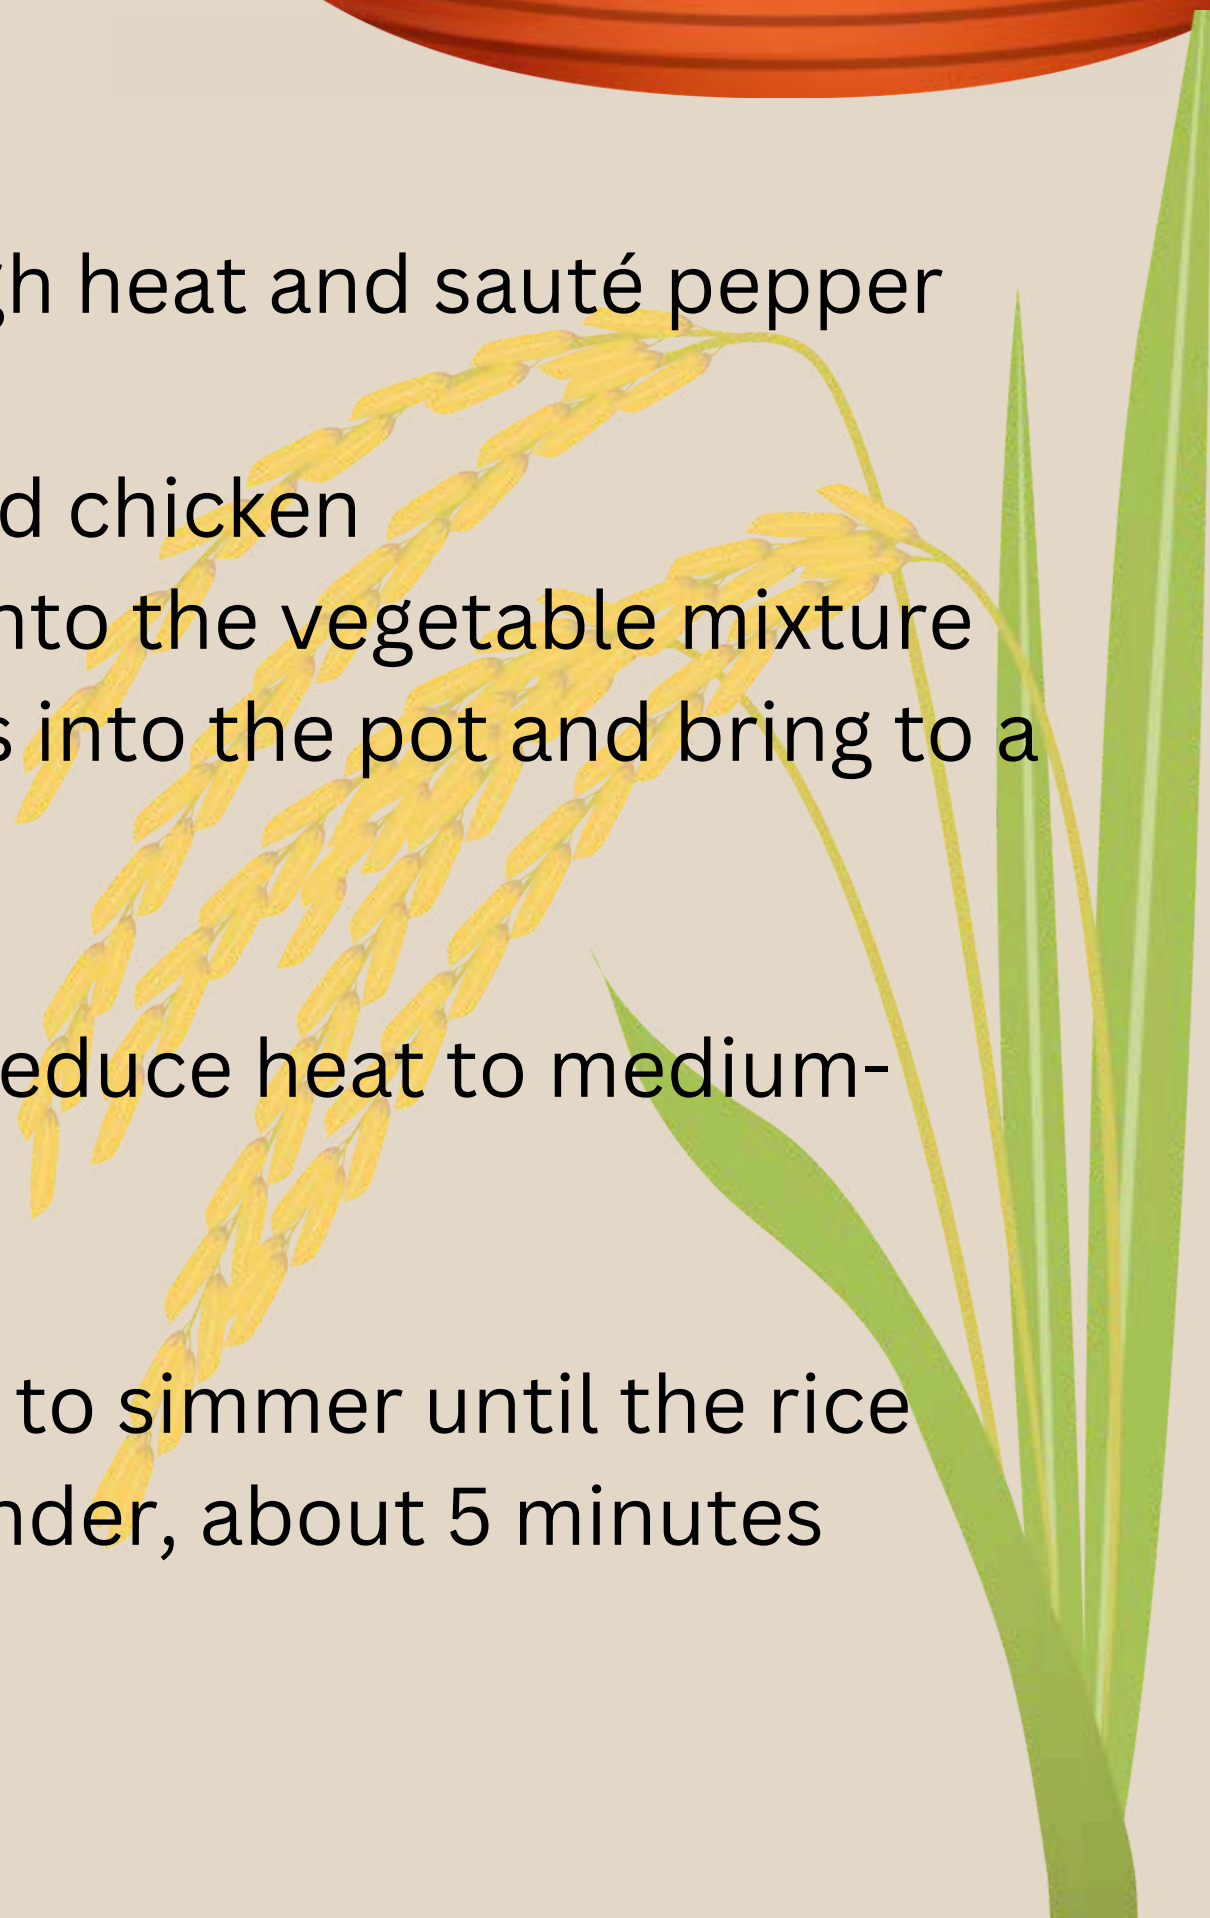 gh heat and sauté pepper
d chicken
nto the vegetable mixture
s into the pot and bring to a
educe heat to medium-
to simmer until the rice
nder, about 5 minutes